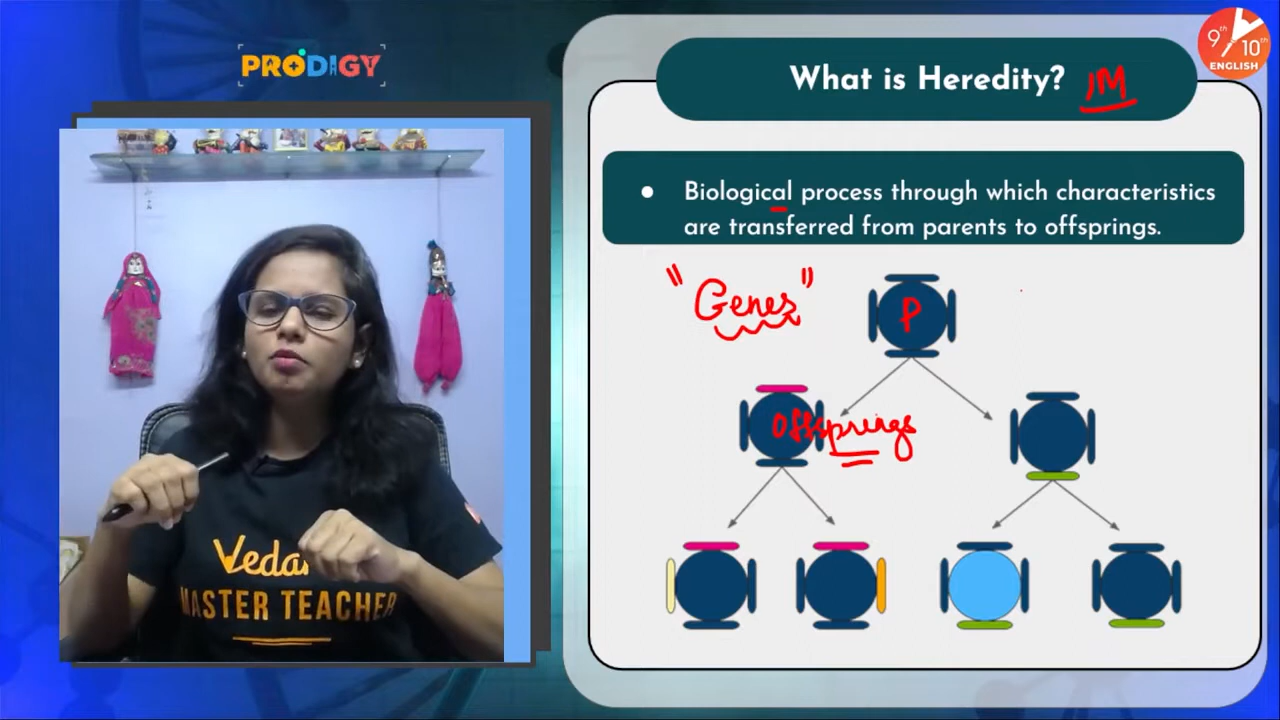 PRODIGY
What is Heredity? 1M
9th 10th
ENGLISH
Biological process through which characteristics
are transferred from parents to offsprings.
"Genes"
P
Offsprings
Vedan
MASTER TEACHER